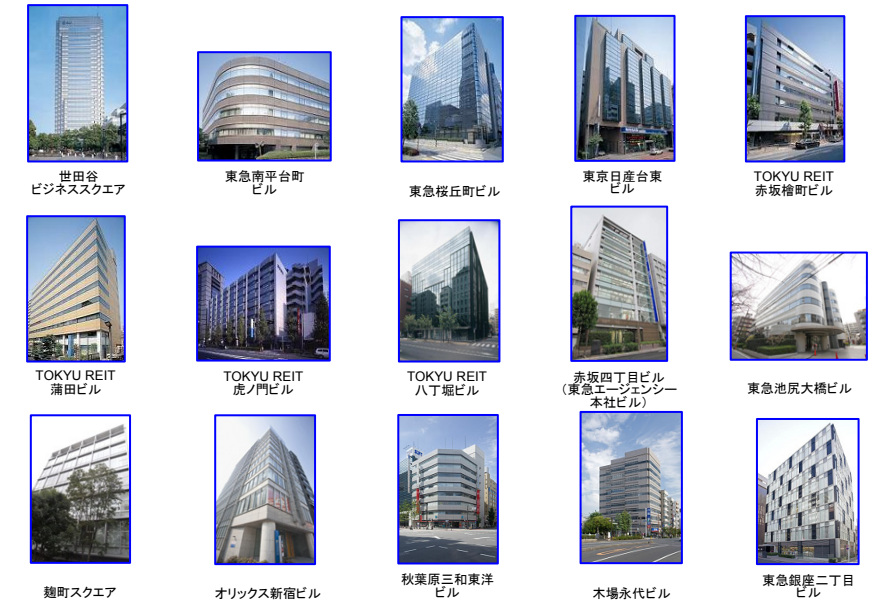 世田谷
ビジネススクエア
東急南平台町
ビル
東急桜丘町ビル
東京日産台東
ビル
TOKYU REIT
赤坂檜町ビル
TOKYU REIT
蒲田ビル
TOKYU REIT
虎ノ門ビル
TOKYU REIT
八丁堀ビル
赤坂四丁目ビル
（東急エージェンシー
本社ビル）
東急池尻大橋ビル
麹町スクエア
オリックス新宿ビル
秋葉原三和東洋
ビル
木場永代ビル
東急銀座二丁目
ビル